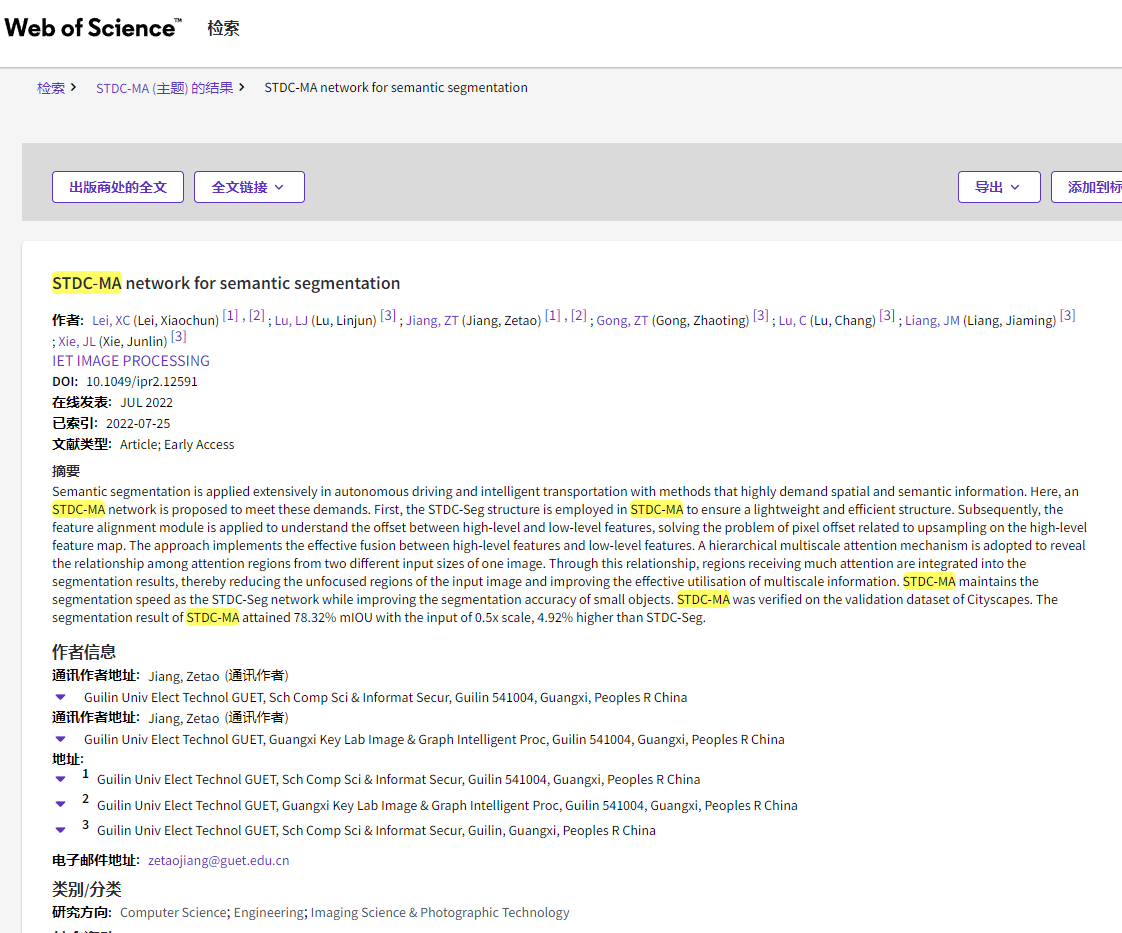 Web of Science™ 检索
检索 > STDC-MA (主题) 的结果 > STDC-MA network for semantic segmentation
出版商处的全文 全文链接 导出 添加到标
STDC-MA network for semantic segmentation
作者: Lei, XC (Lei, Xiaochun) [1] , [2] ; Lu, LJ (Lu, Linjun) [3] ; Jiang, ZT (Jiang, Zetao) [1] , [2] ; Gong, ZT (Gong, Zhaoting) [3] ; Lu, C (Lu, Chang) [3] ; Liang, JM (Liang, Jiaming) [3]
; Xie, JL (Xie, Junlin) [3]
IET IMAGE PROCESSING
DOI: 10.1049/ipr2.12591
在线发表: JUL 2022
已索引: 2022-07-25
文献类型: Article; Early Access
摘要
Semantic segmentation is applied extensively in autonomous driving and intelligent transportation with methods that highly demand spatial and semantic information. Here, an
STDC-MA network is proposed to meet these demands. First, the STDC-Seg structure is employed in STDC-MA to ensure a lightweight and efficient structure. Subsequently, the
feature alignment module is applied to understand the offset between high-level and low-level features, solving the problem of pixel offset related to upsampling on the high-level
feature map. The approach implements the effective fusion between high-level features and low-level features. A hierarchical multiscale attention mechanism is adopted to reveal
the relationship among attention regions from two different input sizes of one image. Through this relationship, regions receiving much attention are integrated into the
segmentation results, thereby reducing the unfocused regions of the input image and improving the effective utilisation of multiscale information. STDC-MA maintains the
segmentation speed as the STDC-Seg network while improving the segmentation accuracy of small objects. STDC-MA was verified on the validation dataset of Cityscapes. The
segmentation result of STDC-MA attained 78.32% mIOU with the input of 0.5x scale, 4.92% higher than STDC-Seg.
作者信息
通讯作者地址: Jiang, Zetao (通讯作者)
Guilin Univ Elect Technol GUET, Sch Comp Sci & Informat Secur, Guilin 541004, Guangxi, Peoples R China
通讯作者地址: Jiang, Zetao (通讯作者)
Guilin Univ Elect Technol GUET, Guangxi Key Lab Image & Graph Intelligent Proc, Guilin 541004, Guangxi, Peoples R China
地址:
1 Guilin Univ Elect Technol GUET, Sch Comp Sci & Informat Secur, Guilin 541004, Guangxi, Peoples R China
2 Guilin Univ Elect Technol GUET, Guangxi Key Lab Image & Graph Intelligent Proc, Guilin 541004, Guangxi, Peoples R China
3 Guilin Univ Elect Technol GUET, Sch Comp Sci & Informat Secur, Guilin, Guangxi, Peoples R China
电子邮件地址: zetaojiang@guet.edu.cn
类别/分类
研究方向: Computer Science; Engineering; Imaging Science & Photographic Technology